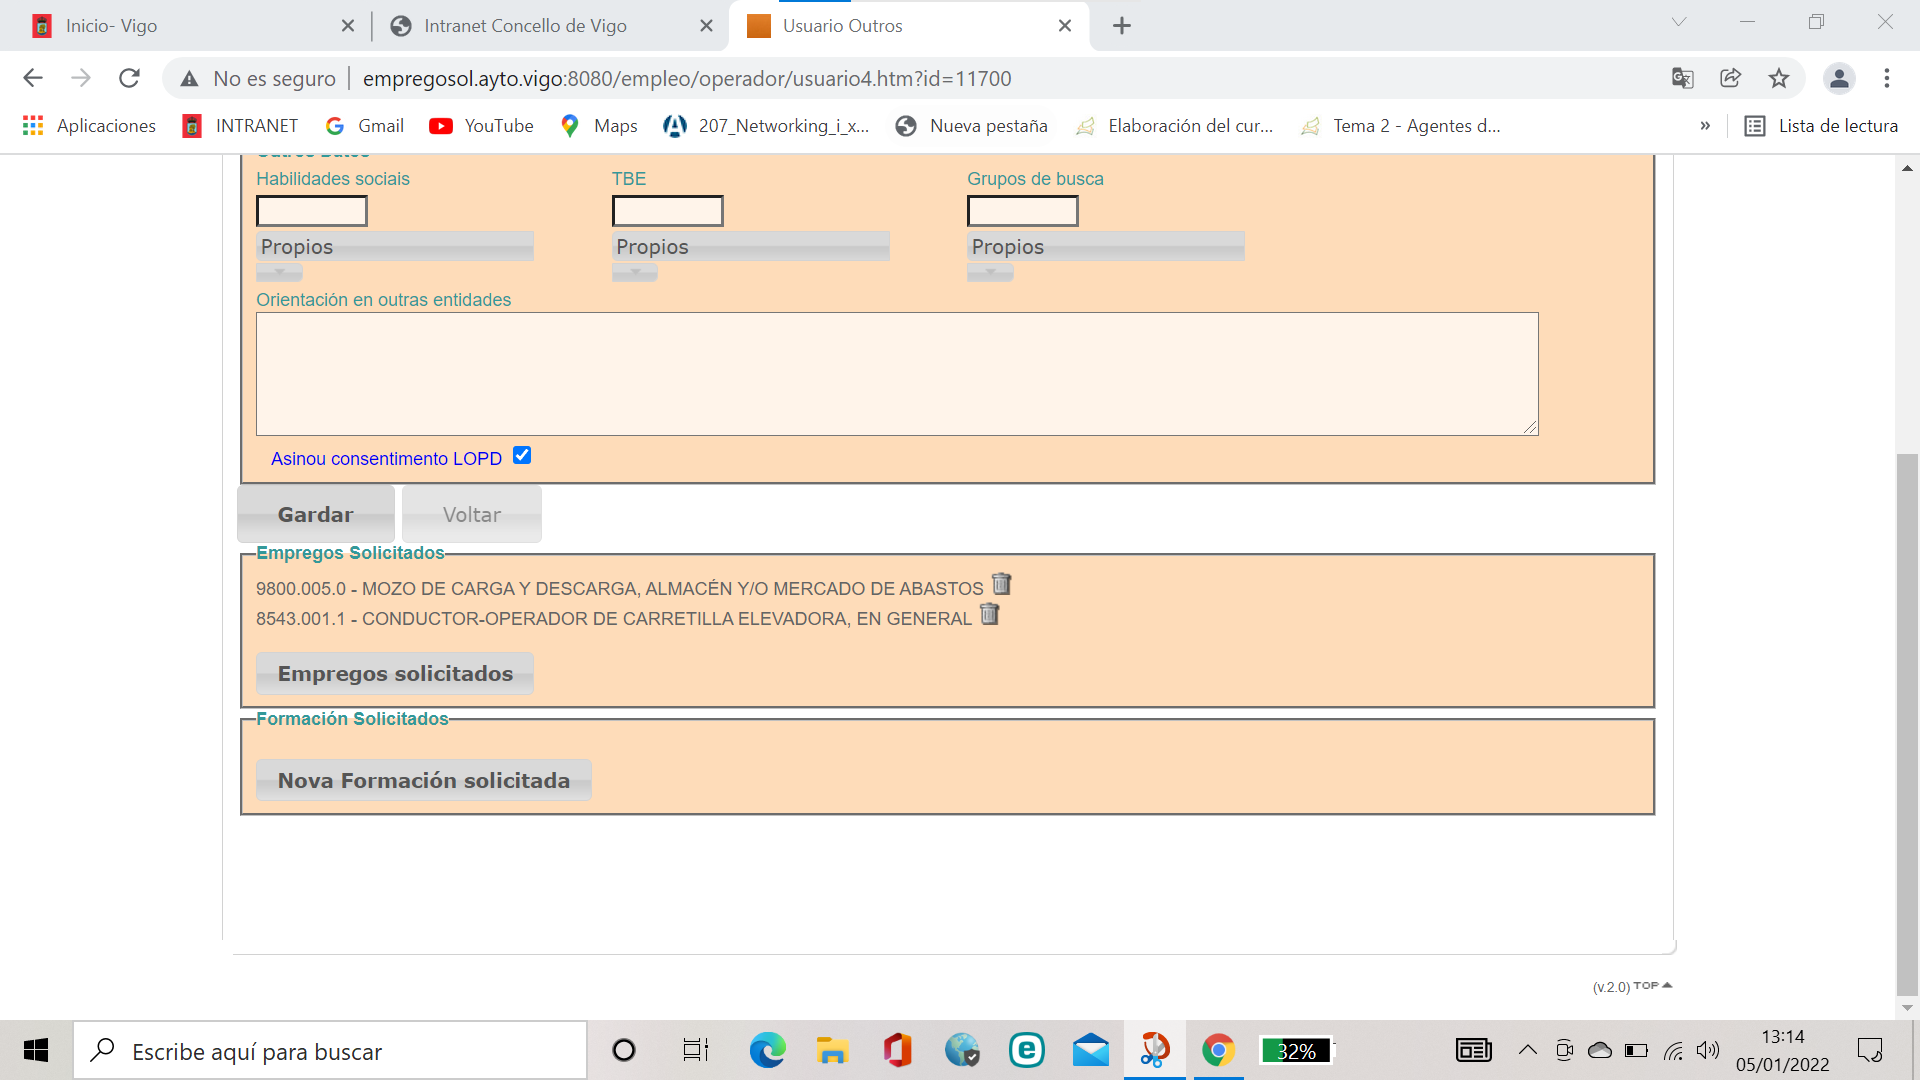 Inicio- Vigo
Intranet Concello de Vigo
Usuario Outros
No es seguro
empregosol.ayto.vigo:8080/empleo/operador/usuario4.htm?id=11700
Aplicaciones
INTRANET
Gmail
YouTube
Maps
207_Networking_i_x...
Nueva pestaña
Elaboración del cur...
Tema 2 - Agentes d...
»
Lista de lectura
Outros Datos
Habilidades sociais
TBE
Grupos de busca
Propios
Propios
Propios
Orientación en outras entidades
Asinou consentimento LOPD
Gardar
Voltar
Empregos Solicitados
9800.005.0 - MOZO DE CARGA Y DESCARGA, ALMACÉN Y/O MERCADO DE ABASTOS
8543.001.1 - CONDUCTOR-OPERADOR DE CARRETILLA ELEVADORA, EN GENERAL
Empregos solicitados
Formación Solicitados
Nova Formación solicitada
(v.2.0) TOP
Escribe aquí para buscar
32%
13:14
05/01/2022